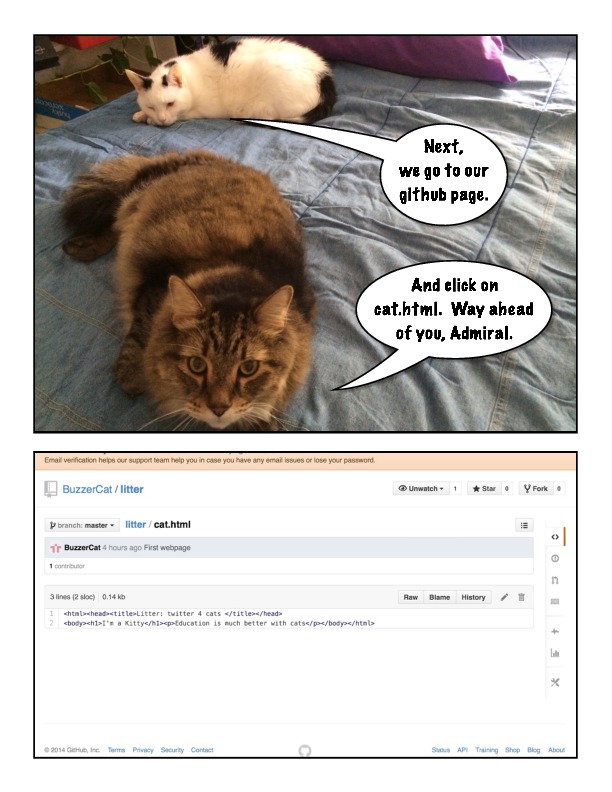 Next,
we go to our
github page.
And click on
cat.html. Way ahead
of you, Admiral.
Email verification helps our support team help you in case you have any email issues or lose your password.
BuzzerCat / litter
Unwatch 1 Star 0 Fork 0
branch: master litter / cat.html
BuzzerCat 4 hours ago First webpage
1 contributor
3 lines (2 sloc) 0.14 kb Raw Blame History
1 <html><head><title>Litter: twitter 4 cats </title></head>
2 <body><h1>I'm a Kitty</h1><p>Education is much better with cats</p></body></html>
© 2014 GitHub, Inc. Terms Privacy Security Contact Status API Training Shop Blog About